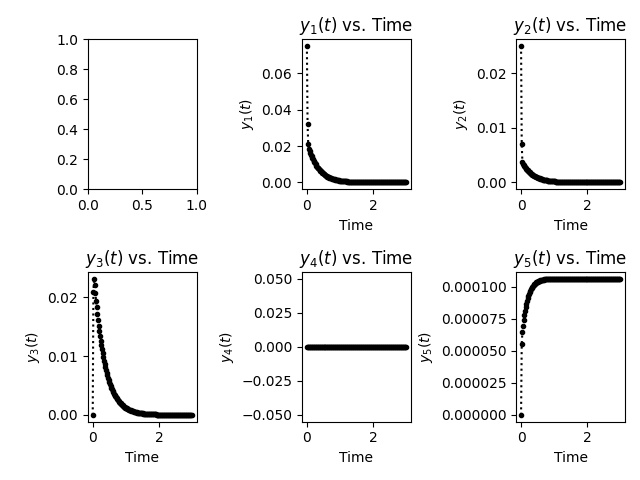 y₁(t) vs. Time
y₂(t) vs. Time
1.0
0.8
0.6
0.4
0.2
0.0
0.0 0.5 1.0
y₁(t)
0.06
0.04
0.02
0.00
0 2
Time
y₂(t)
0.02
0.01
0.00
0 2
Time
y₃(t) vs. Time
y₄(t) vs. Time
y₅(t) vs. Time
y₃(t)
0.02
0.01
0.00
0 2
Time
y₄(t)
0.050
0.025
0.000
−0.025
−0.050
0 2
Time
y₅(t)
0.000100
0.000075
0.000050
0.000025
0.000000
0 2
Time